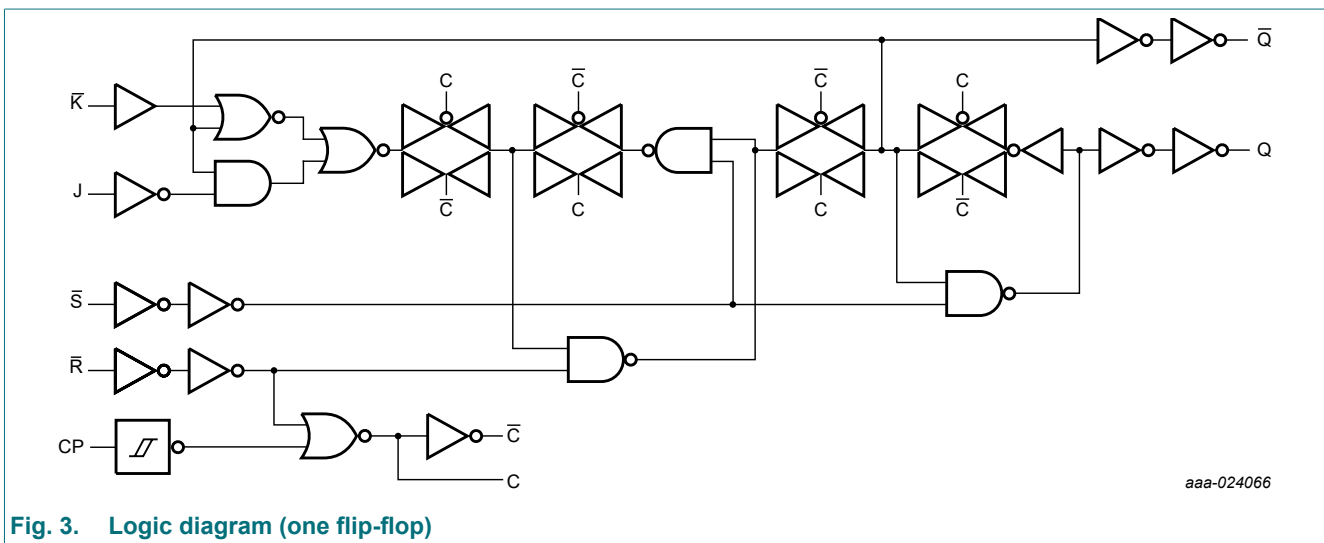 Q̅
C
C̅
C̅
C
K̅
Q
J
C̅
C
C
C̅
S̅
R̅
CP
C̅
C
aaa-024066
Fig. 3. Logic diagram (one flip-flop)